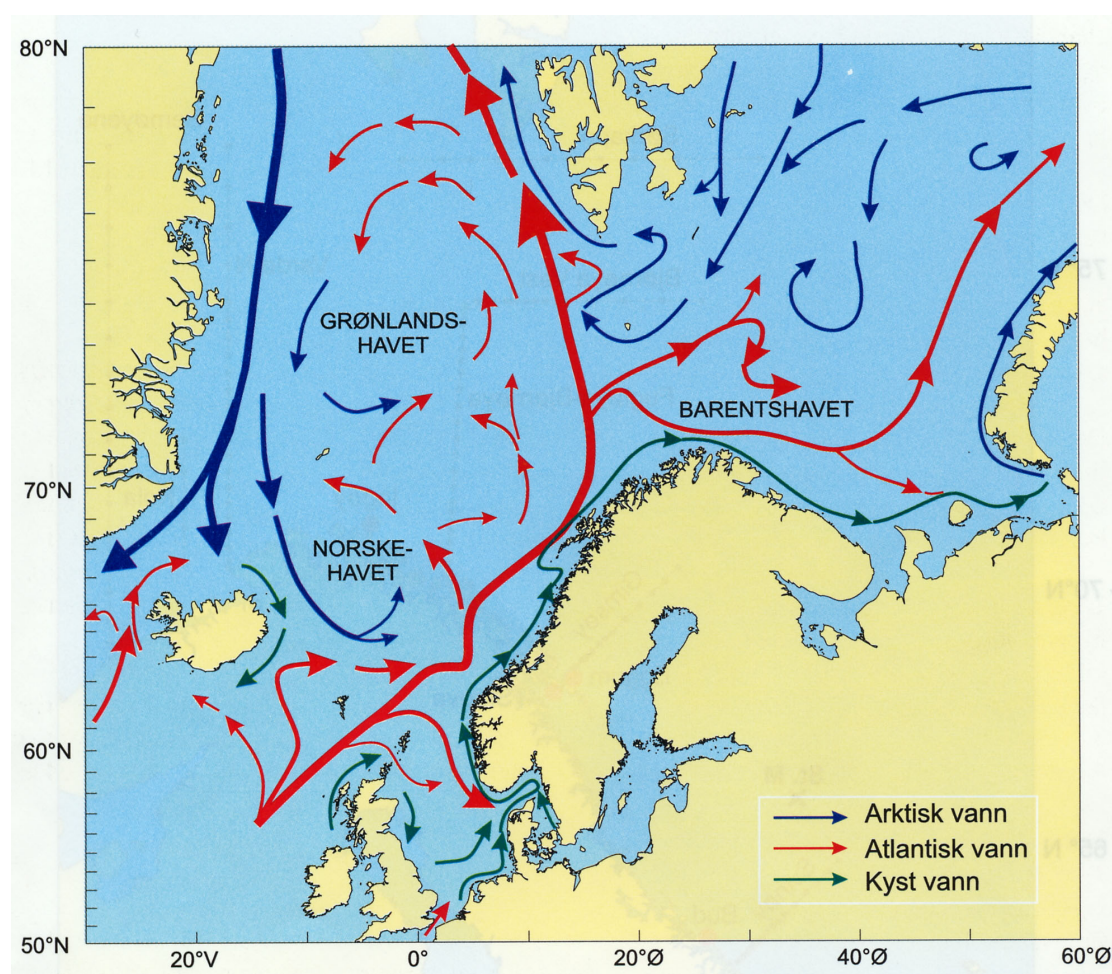 80°N
GRØNLANDS-
HAVET
BARENTSHAVET
70°N
NORSKE-
HAVET
60°N
Arktisk vann
Atlantisk vann
Kyst vann
50°N
20°V
0°
20°Ø
40°Ø
60°Ø